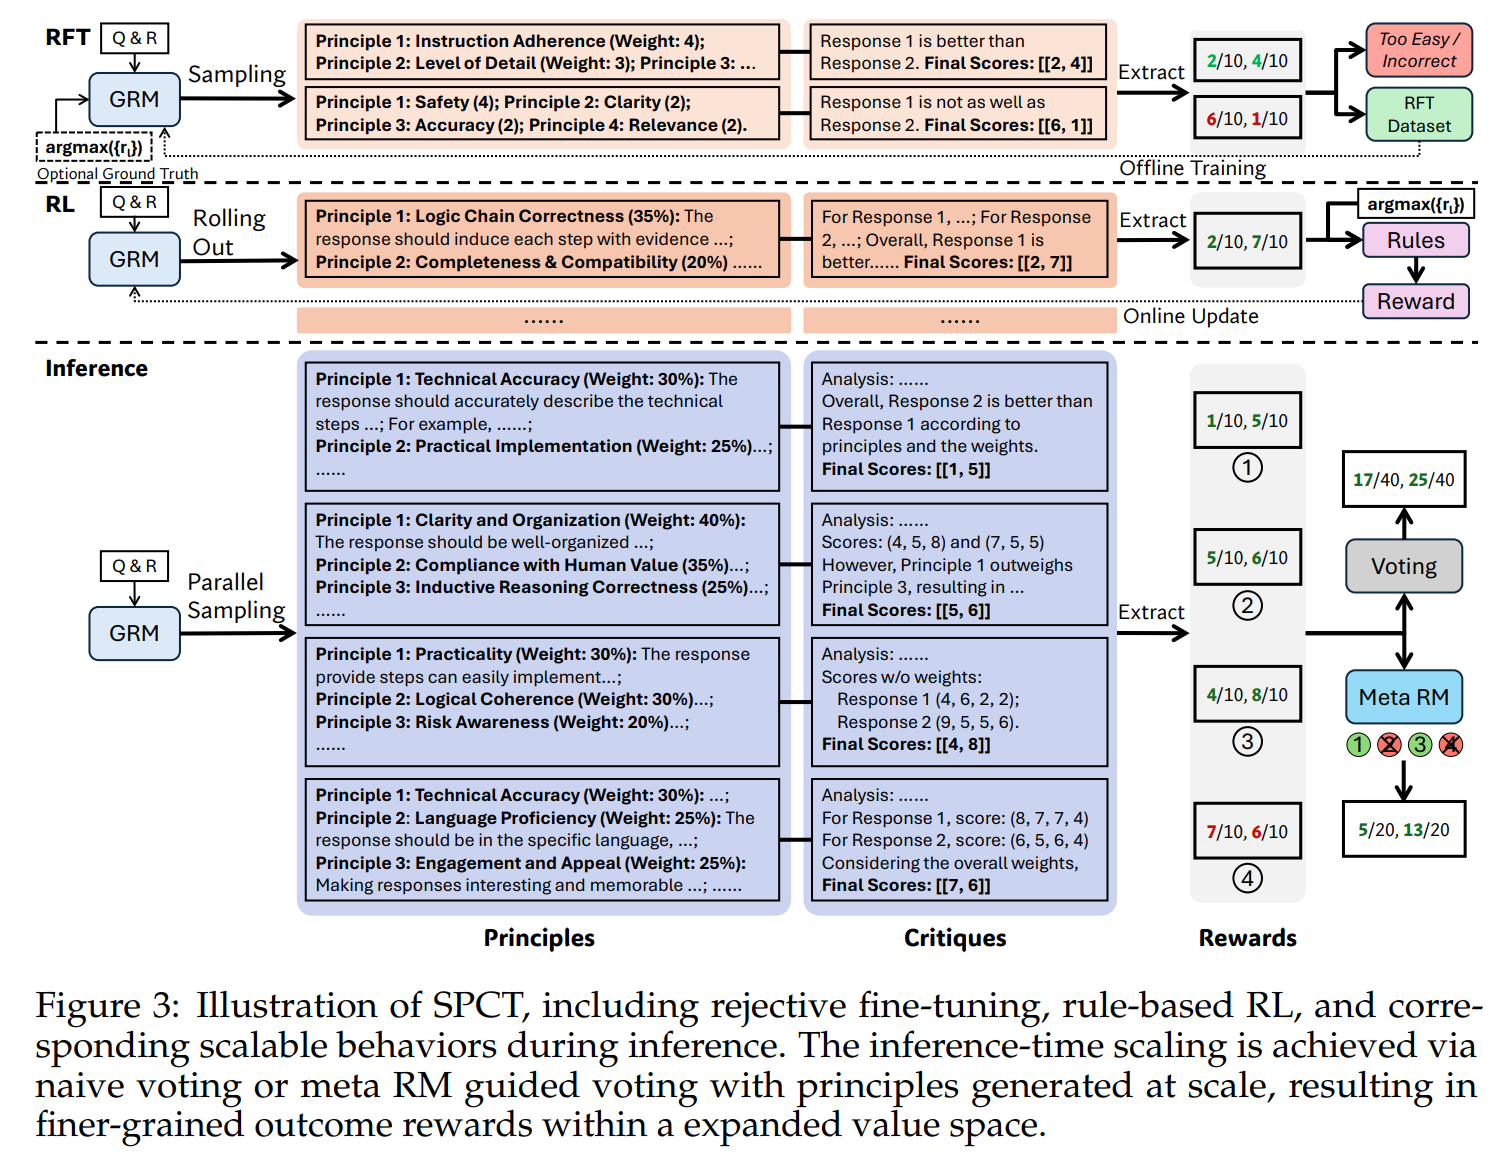 RFT
Q & R
GRM
argmax({rᵢ})
Optional Ground Truth
Sampling
Principle 1: Instruction Adherence (Weight: 4);
Principle 2: Level of Detail (Weight: 3); Principle 3: ...
Principle 1: Safety (4); Principle 2: Clarity (2);
Principle 3: Accuracy (2); Principle 4: Relevance (2).
Response 1 is better than
Response 2. Final Scores: [[2, 4]]
Response 1 is not as well as
Response 2. Final Scores: [[6, 1]]
Extract
2/10, 4/10
6/10, 1/10
Too Easy /
Incorrect
RFT
Dataset
Offline Training
RL
Q & R
GRM
Rolling
Out
Principle 1: Logic Chain Correctness (35%): The
response should induce each step with evidence ...;
Principle 2: Completeness & Compatibility (20%) ......
For Response 1, ...; For Response
2, ...; Overall, Response 1 is
better...... Final Scores: [[2, 7]]
Extract
2/10, 7/10
argmax({rᵢ})
Rules
Reward
Online Update
......
......
Inference
Q & R
GRM
Parallel
Sampling
Principle 1: Technical Accuracy (Weight: 30%): The
response should accurately describe the technical
steps ...; For example, ......;
Principle 2: Practical Implementation (Weight: 25%)...;
......
Analysis: ......
Overall, Response 2 is better than
Response 1 according to
principles and the weights.
Final Scores: [[1, 5]]
Principle 1: Clarity and Organization (Weight: 40%):
The response should be well-organized ...;
Principle 2: Compliance with Human Value (35%)...;
Principle 3: Inductive Reasoning Correctness (25%)...;
......
Analysis: ......
Scores: (4, 5, 8) and (7, 5, 5)
However, Principle 1 outweighs
Principle 3, resulting in ...
Final Scores: [[5, 6]]
Principle 1: Practicality (Weight: 30%): The response
provide steps can easily implement...;
Principle 2: Logical Coherence (Weight: 30%)...;
Principle 3: Risk Awareness (Weight: 20%)...;
......
Analysis: ......
Scores w/o weights:
Response 1 (4, 6, 2, 2);
Response 2 (9, 5, 5, 6).
Final Scores: [[4, 8]]
Principle 1: Technical Accuracy (Weight: 30%): ...;
Principle 2: Language Proficiency (Weight: 25%): The
response should be in the specific language, ...;
Principle 3: Engagement and Appeal (Weight: 25%):
Making responses interesting and memorable ...; ......
Analysis: ......
For Response 1, score: (8, 7, 7, 4)
For Response 2, score: (6, 5, 6, 4)
Considering the overall weights,
Final Scores: [[7, 6]]
Extract
1/10, 5/10
1
5/10, 6/10
2
4/10, 8/10
3
7/10, 6/10
4
17/40, 25/40
Voting
Meta RM
1 2 3 4
5/20, 13/20
Principles
Critiques
Rewards
Figure 3: Illustration of SPCT, including rejective fine-tuning, rule-based RL, and corre-
sponding scalable behaviors during inference. The inference-time scaling is achieved via
naive voting or meta RM guided voting with principles generated at scale, resulting in
finer-grained outcome rewards within a expanded value space.